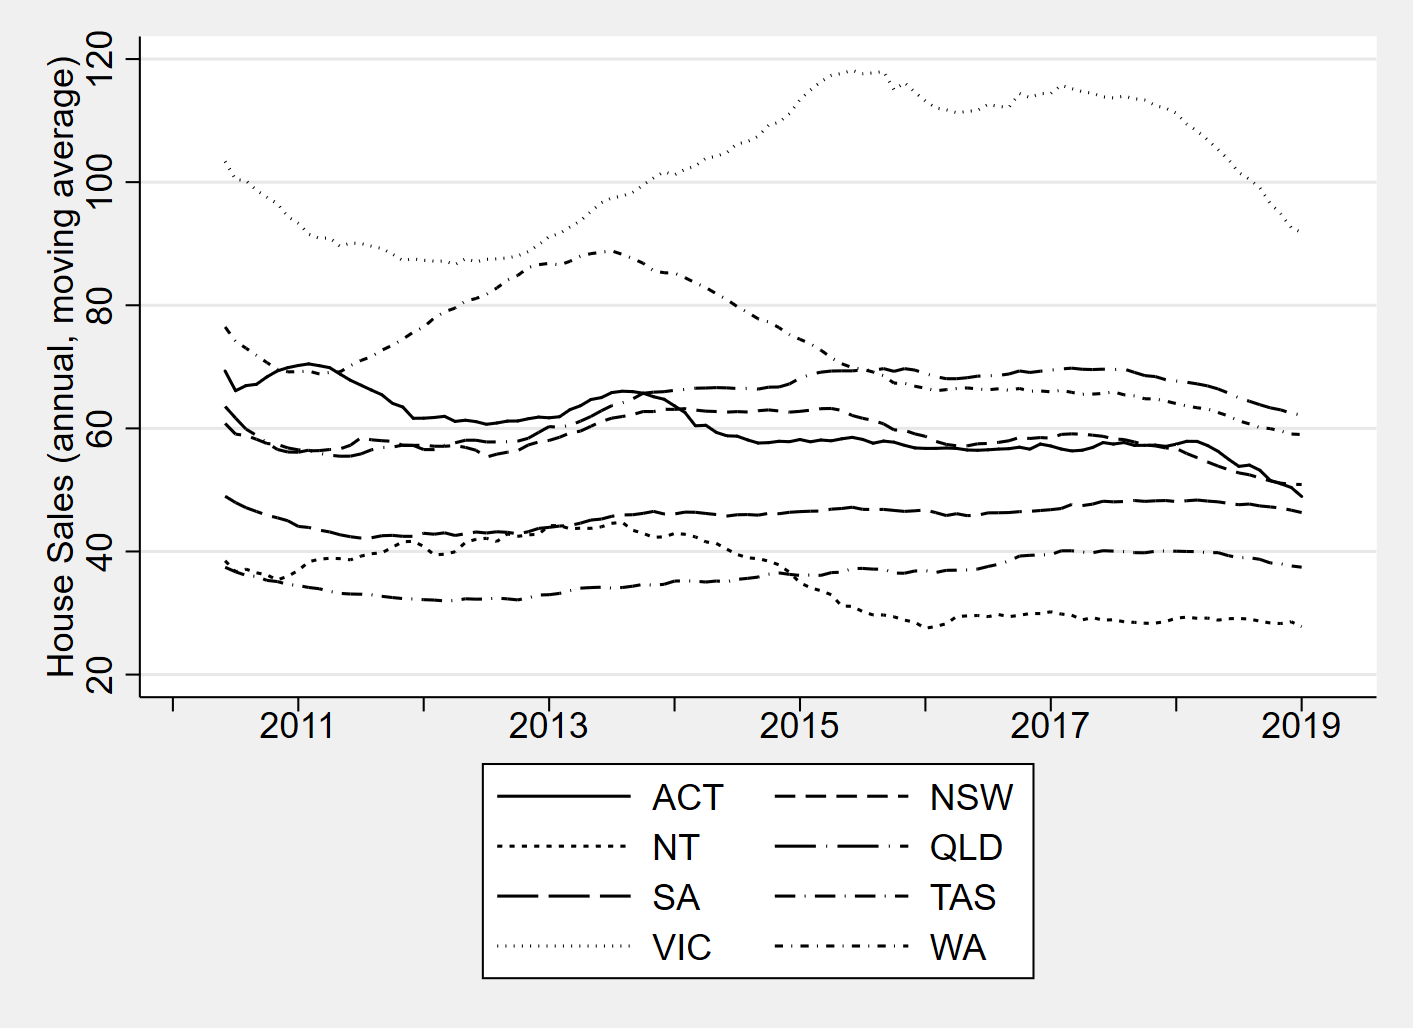 House Sales (annual, moving average)
120
100
80
60
40
20
2011 2013 2015 2017 2019
ACT NSW
NT QLD
SA TAS
VIC WA